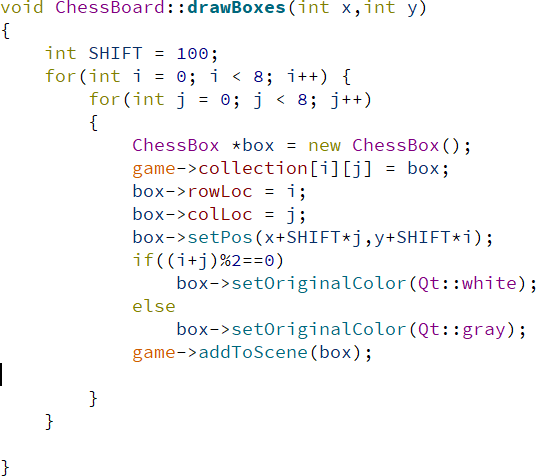 void ChessBoard::drawBoxes(int x,int y)
{
    int SHIFT = 100;
    for(int i = 0; i < 8; i++) {
        for(int j = 0; j < 8; j++)
        {
            ChessBox *box = new ChessBox();
            game->collection[i][j] = box;
            box->rowLoc = i;
            box->colLoc = j;
            box->setPos(x+SHIFT*j,y+SHIFT*i);
            if((i+j)%2==0)
                box->setOriginalColor(Qt::white);
            else
                box->setOriginalColor(Qt::gray);
            game->addToScene(box);
        }
    }
}